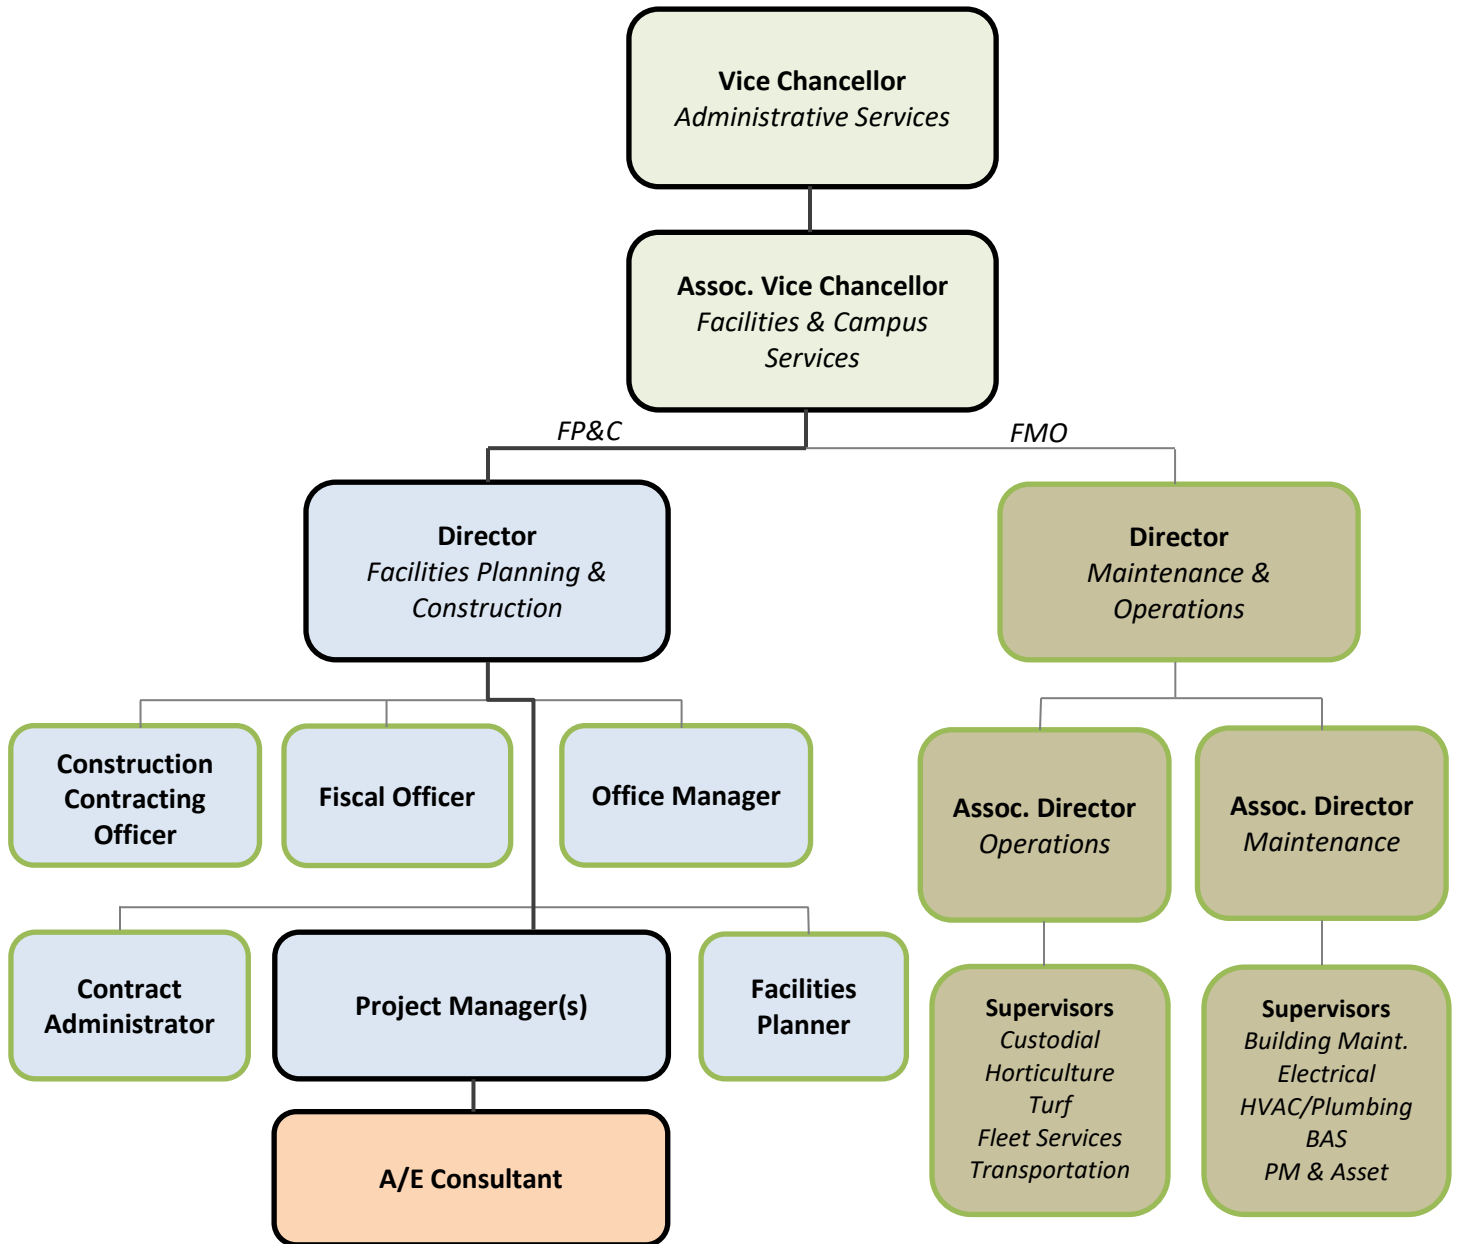 Vice Chancellor
Administrative Services
Assoc. Vice Chancellor
Facilities & Campus
Services
FP&C
FMO
Director
Facilities Planning &
Construction
Director
Maintenance &
Operations
Construction
Contracting
Officer
Fiscal Officer
Office Manager
Assoc. Director
Operations
Assoc. Director
Maintenance
Contract
Administrator
Project Manager(s)
Facilities
Planner
Supervisors
Custodial
Horticulture
Turf
Fleet Services
Transportation
Supervisors
Building Maint.
Electrical
HVAC/Plumbing
BAS
PM & Asset
A/E Consultant